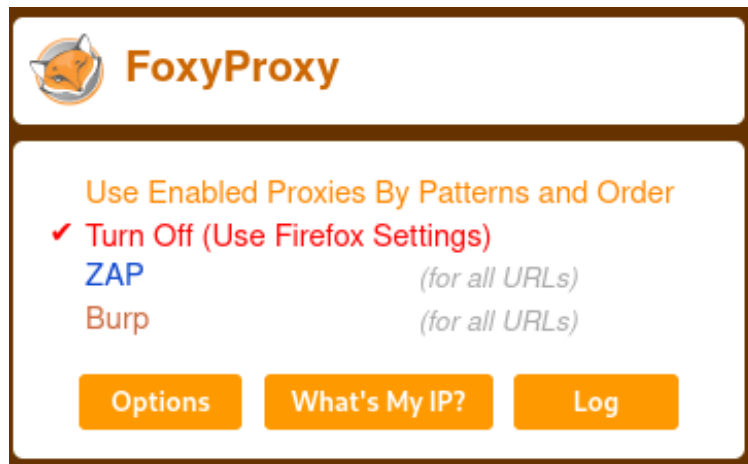 FoxyProxy
Use Enabled Proxies By Patterns and Order
✔ Turn Off (Use Firefox Settings)
ZAP (for all URLs)
Burp (for all URLs)
Options What's My IP? Log